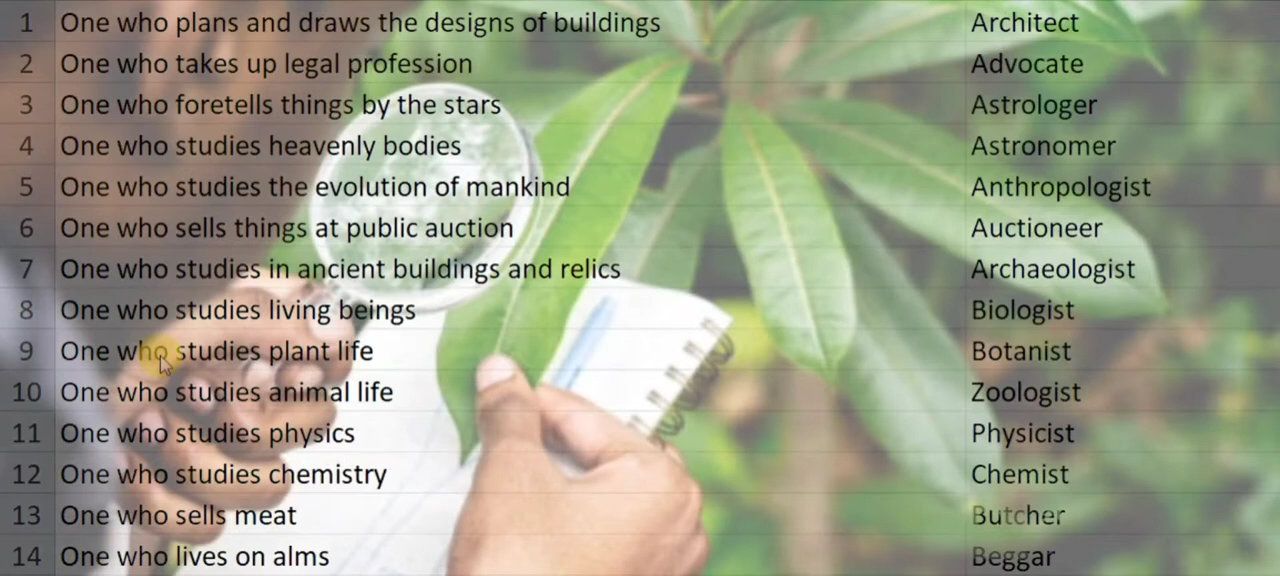 1 One who plans and draws the designs of buildings Architect
2 One who takes up legal profession Advocate
3 One who foretells things by the stars Astrologer
4 One who studies heavenly bodies Astronomer
5 One who studies the evolution of mankind Anthropologist
6 One who sells things at public auction Auctioneer
7 One who studies in ancient buildings and relics Archaeologist
8 One who studies living beings Biologist
9 One who studies plant life Botanist
10 One who studies animal life Zoologist
11 One who studies physics Physicist
12 One who studies chemistry Chemist
13 One who sells meat Butcher
14 One who lives on alms Beggar